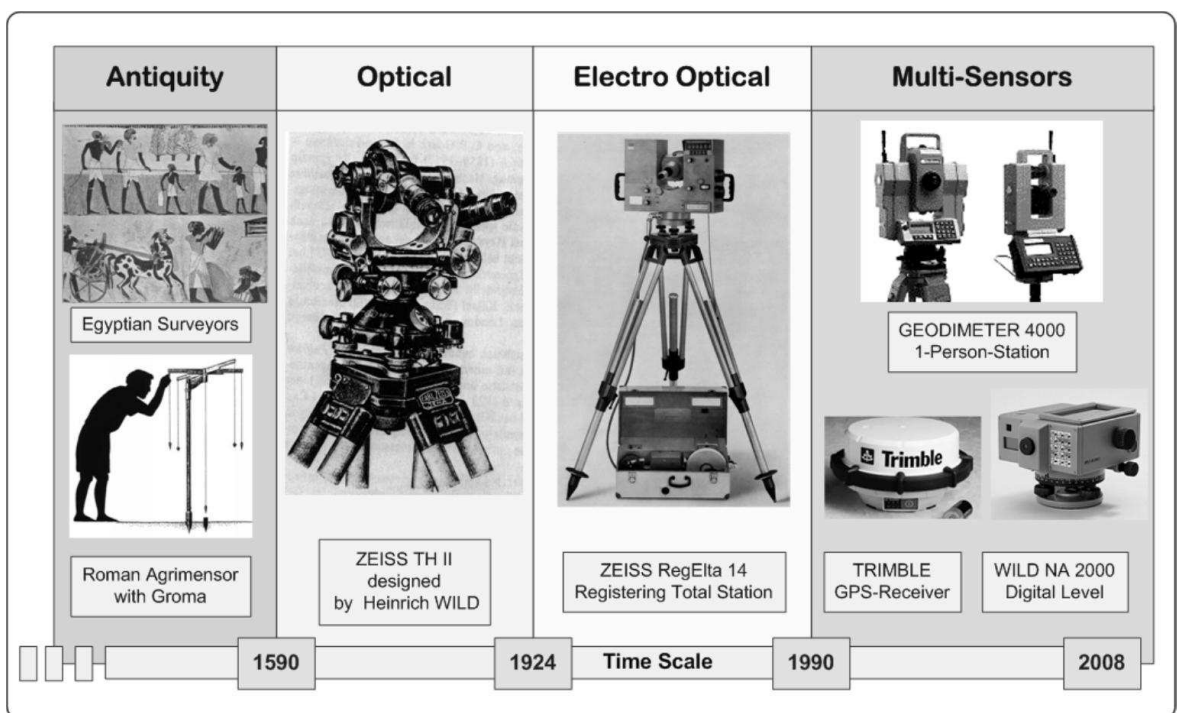 Antiquity
Optical
Electro Optical
Multi-Sensors
Egyptian Surveyors
Roman Agrimensor
with Groma
ZEISS TH II
designed
by Heinrich WILD
ZEISS RegElta 14
Registering Total Station
GEODIMETER 4000
1-Person-Station
Trimble
TRIMBLE
GPS-Receiver
WILD NA 2000
Digital Level
1590
1924
Time Scale
1990
2008